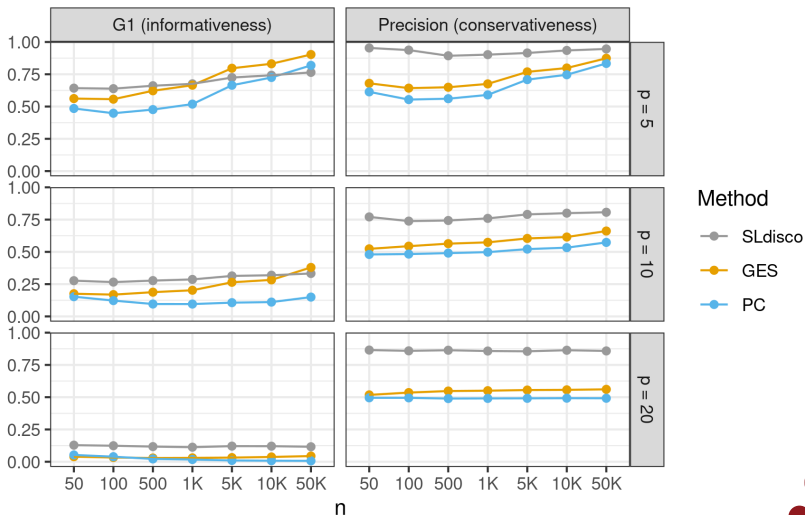 G1 (informativeness) Precision (conservativeness)
1.00
0.75
0.50
0.25
0.00
p = 5
1.00
0.75
0.50
0.25
0.00
p = 10
1.00
0.75
0.50
0.25
0.00
p = 20
50 100 500 1K 5K 10K 50K 50 100 500 1K 5K 10K 50K
n
Method
SLdisco
GES
PC